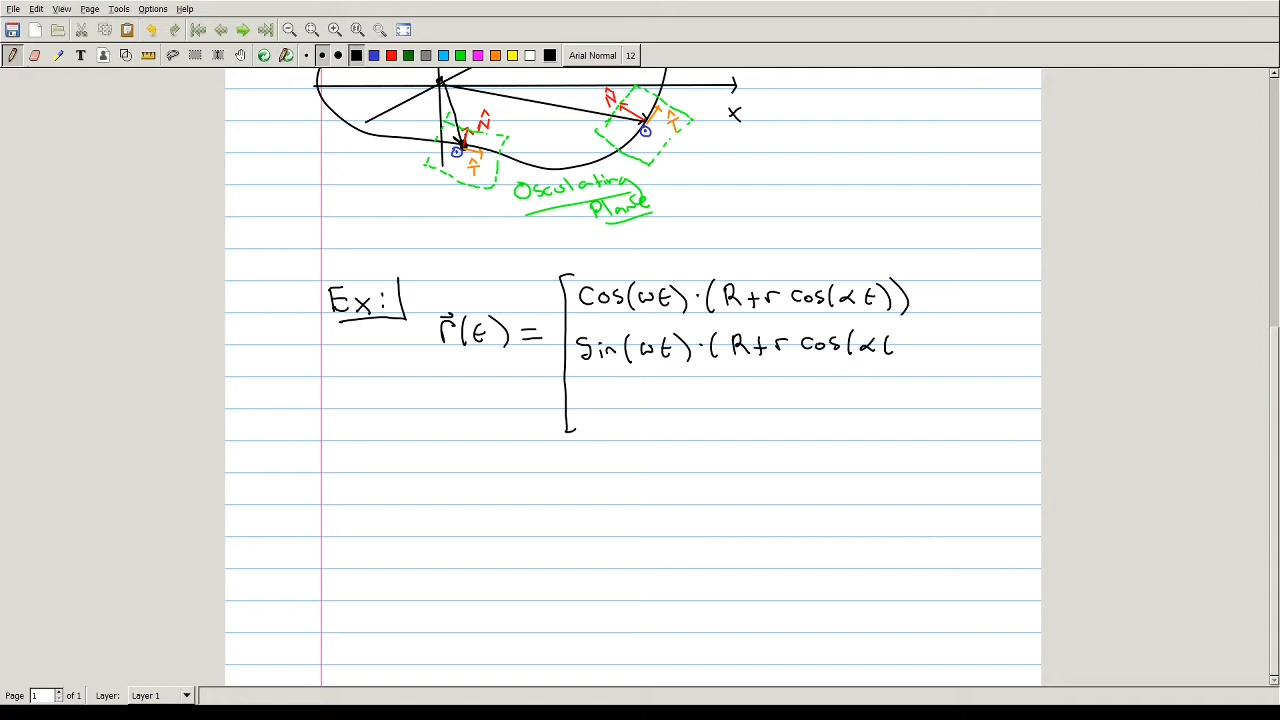 File Edit View Page Tools Options Help
Arial Normal 12
x
N̂
T̂
N̂
T̂
Osculating
Plane
Ex:
r⃗(t) =
cos(ωt)·(R+r cos(αt))
sin(ωt)·(R+r cos(α(
Page 1 of 1 Layer: Layer 1